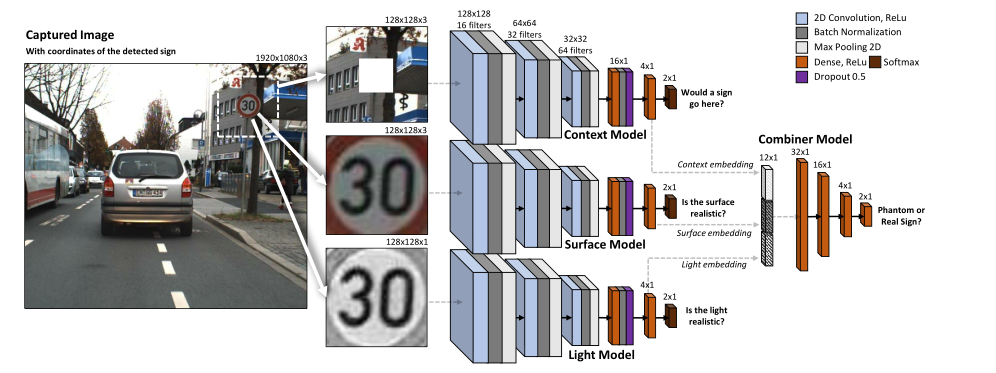 Captured Image
With coordinates of the detected sign
1920x1080x3
30
128x128x3
128x128x3
30
128x128x1
30
128x128
16 filters
64x64
32 filters
32x32
64 filters
16x1
4x1
2x1
Would a sign
go here?
Context Model
2x1
Is the surface
realistic?
Surface Model
4x1
2x1
Is the light
realistic?
Light Model
Context embedding
Surface embedding
Light embedding
Combiner Model
12x1
32x1
16x1
4x1
2x1
Phantom or
Real Sign?
2D Convolution, ReLu
Batch Normalization
Max Pooling 2D
Dense, ReLu
Softmax
Dropout 0.5